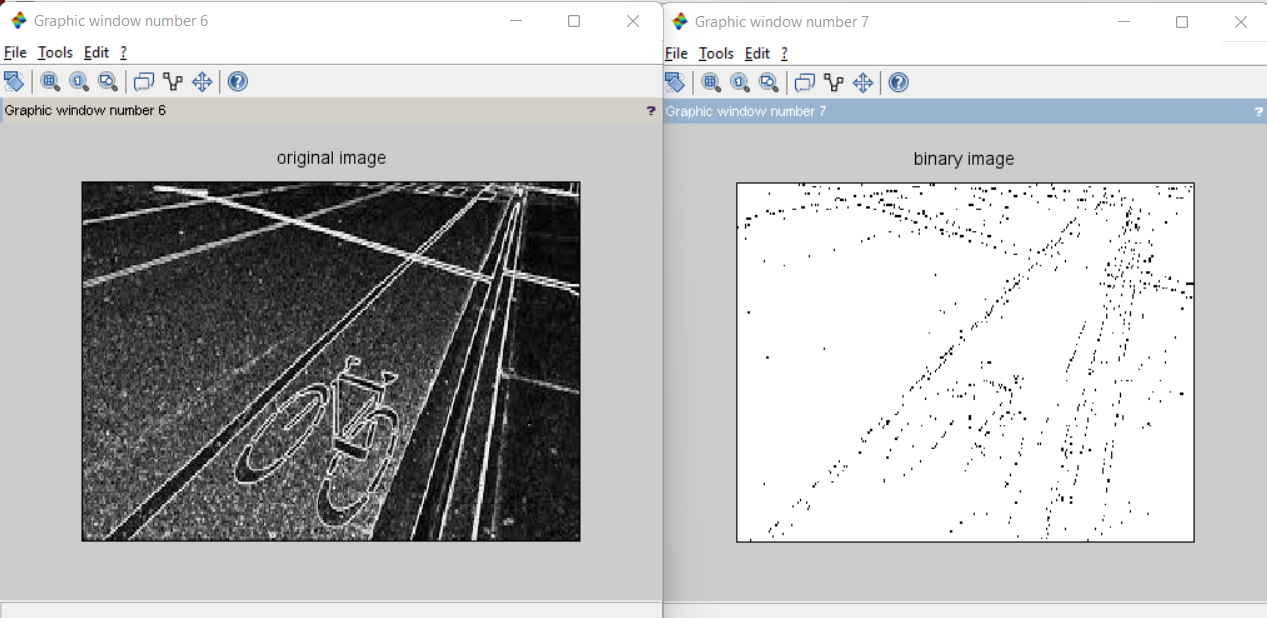 Graphic window number 6
File Tools Edit ?
Graphic window number 6 ?
original image
Graphic window number 7
File Tools Edit ?
Graphic window number 7 ?
binary image